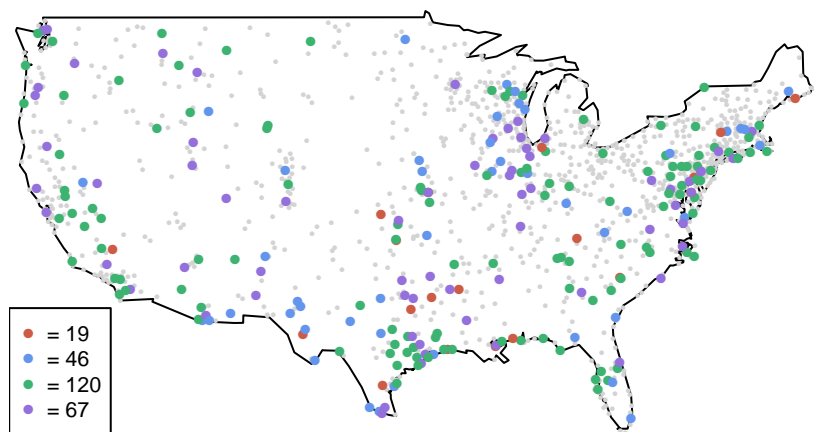 = 19
= 46
= 120
= 67